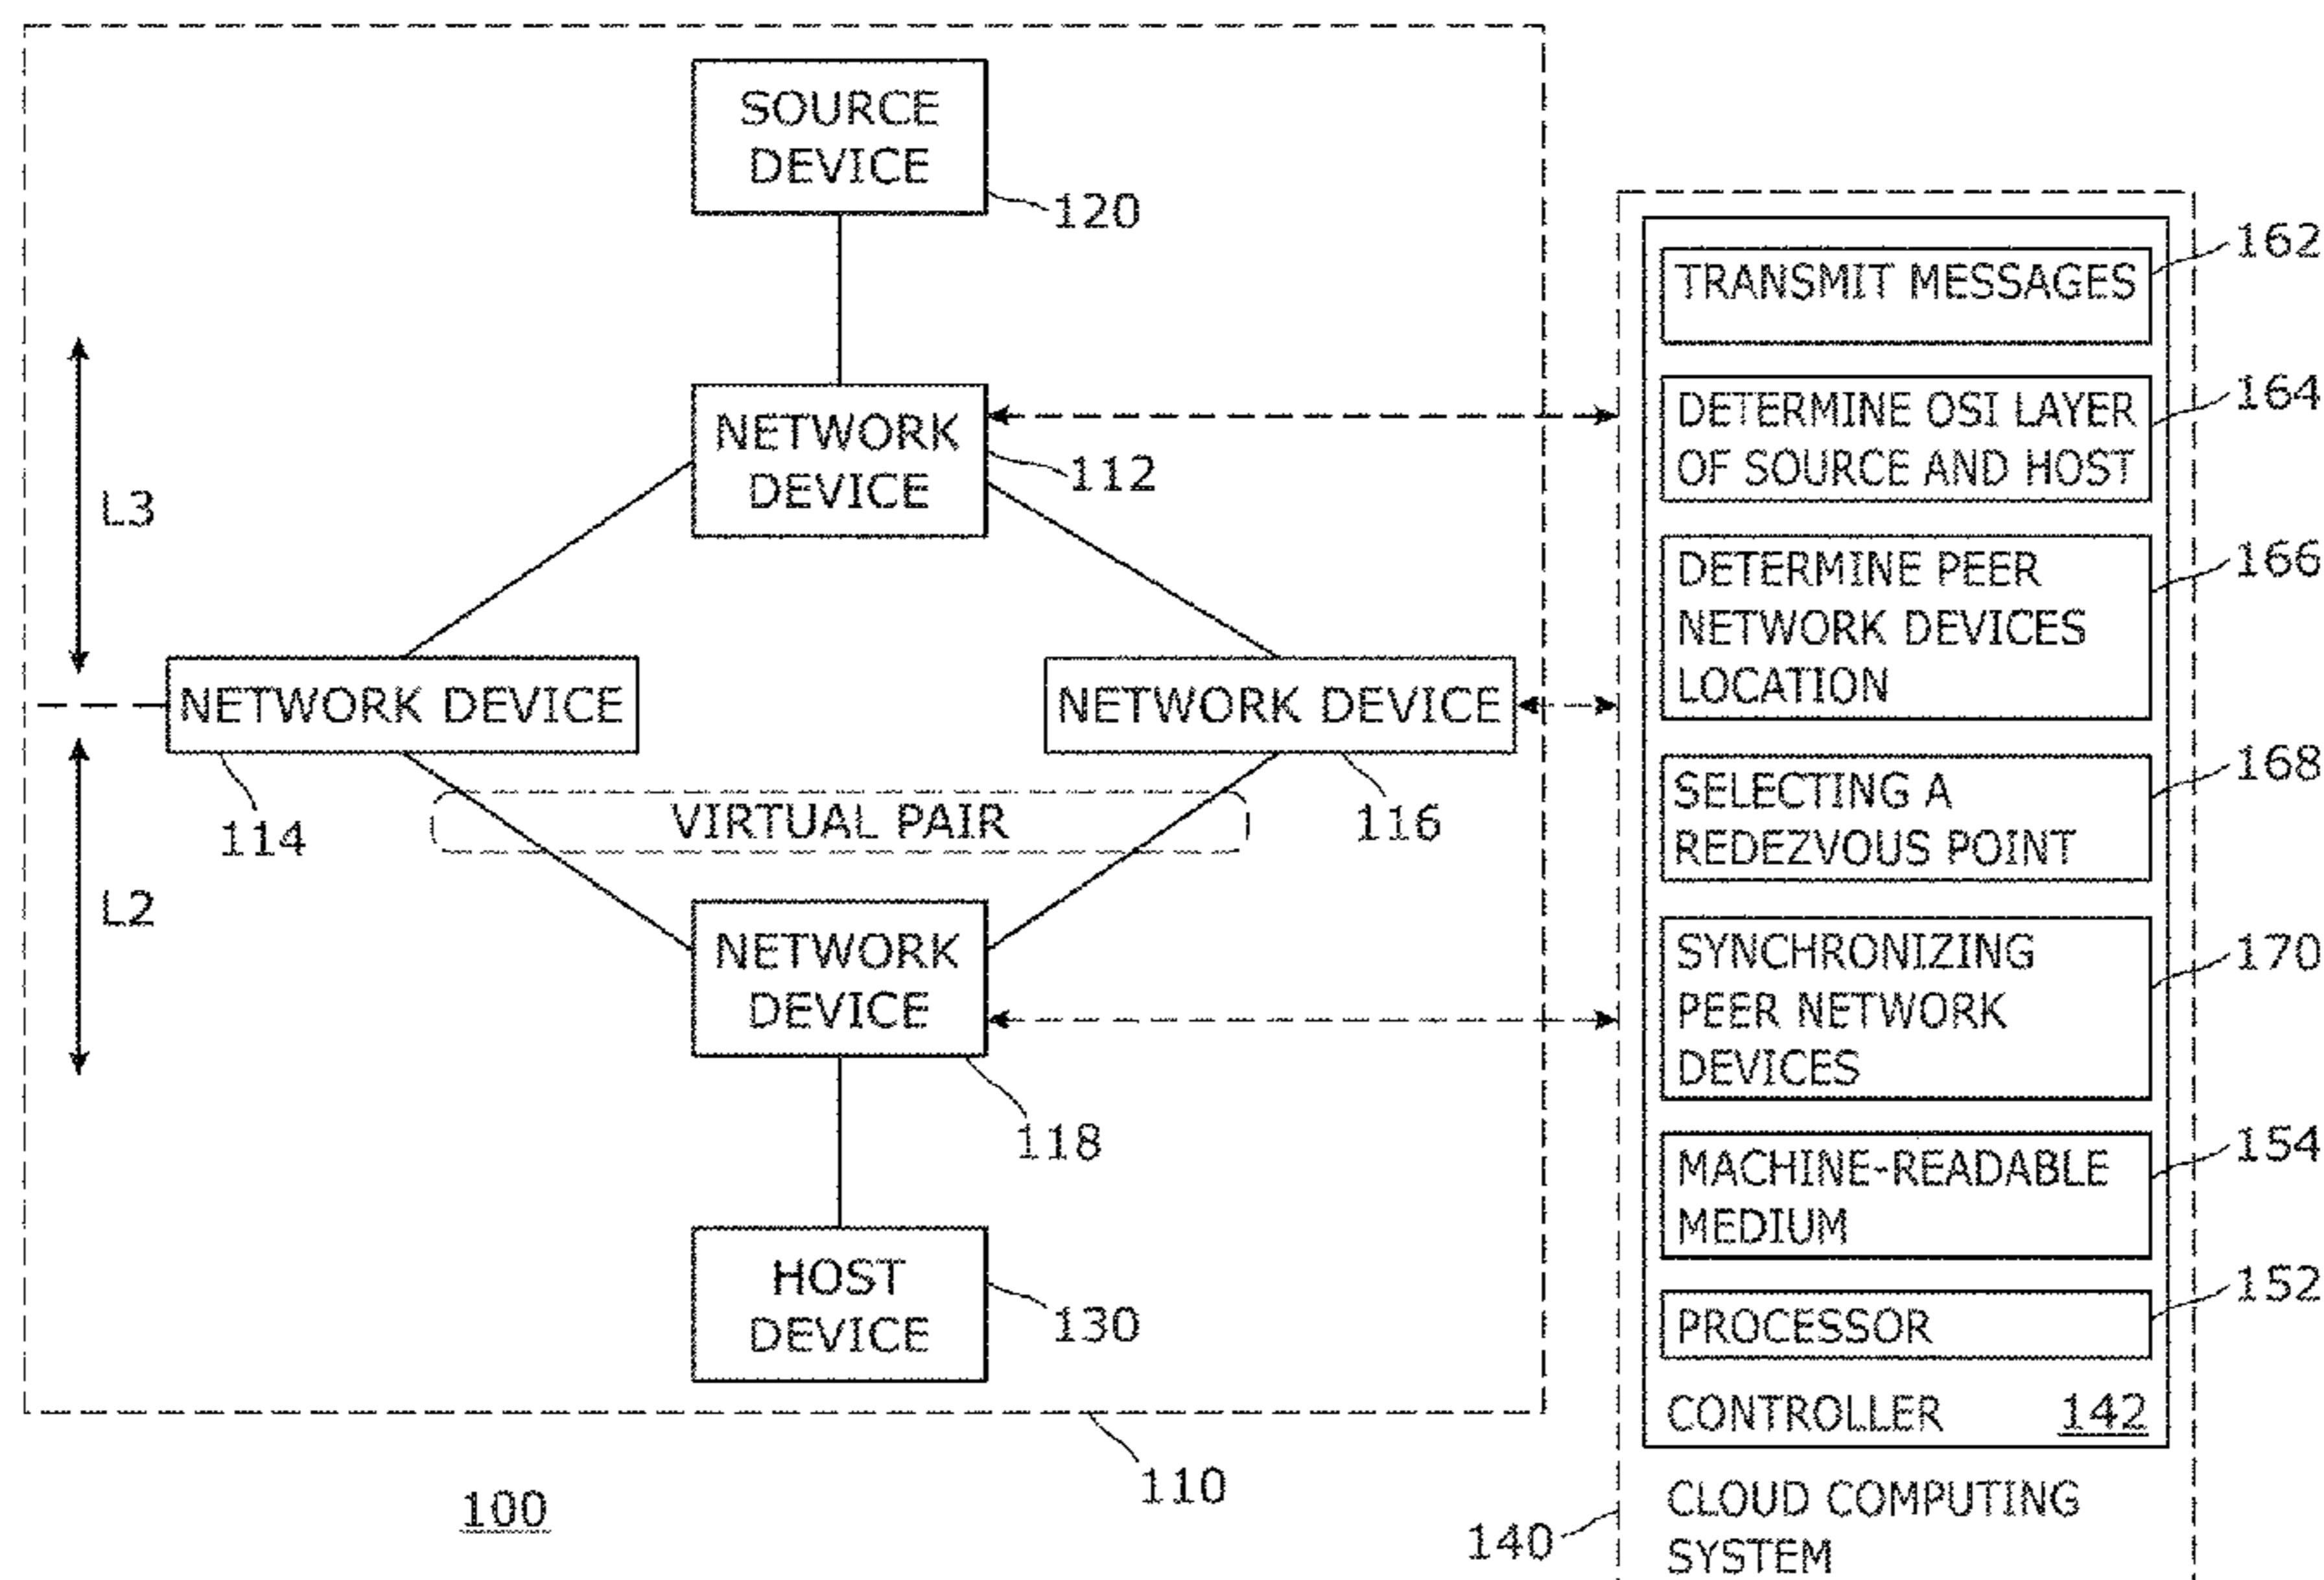 SOURCE
DEVICE
120
NETWORK
DEVICE
112
L3
NETWORK DEVICE
114
NETWORK DEVICE
116
VIRTUAL PAIR
L2
NETWORK
DEVICE
118
HOST
DEVICE
130
110
100
TRANSMIT MESSAGES
162
DETERMINE OSI LAYER
OF SOURCE AND HOST
164
DETERMINE PEER
NETWORK DEVICES
LOCATION
166
SELECTING A
REDEZVOUS POINT
168
SYNCHRONIZING
PEER NETWORK
DEVICES
170
MACHINE-READABLE
MEDIUM
154
PROCESSOR
152
CONTROLLER 142
CLOUD COMPUTING
SYSTEM
140